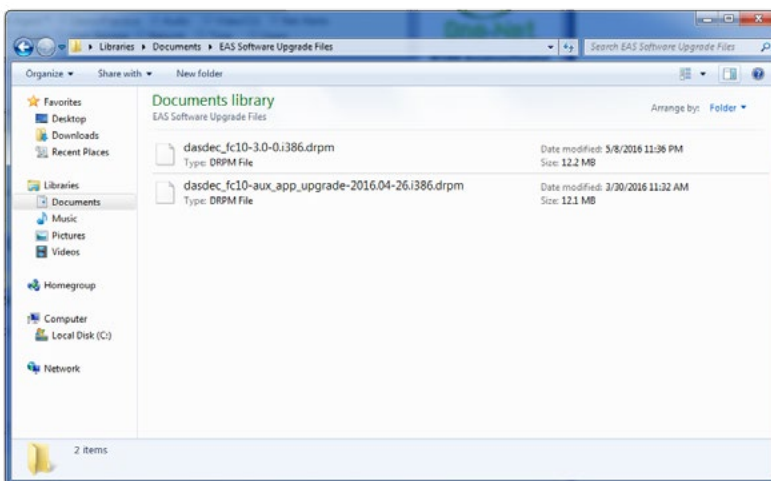 One-Net
Libraries ▸ Documents ▸ EAS Software Upgrade Files
Search EAS Software Upgrade Files
Organize Share with New folder
Favorites
Desktop
Downloads
Recent Places
Libraries
Documents
Music
Pictures
Videos
Homegroup
Computer
Local Disk (C:)
Network
Documents library
EAS Software Upgrade Files
Arrange by: Folder
dasdec_fc10-3.0-0.i386.drpm
Type: DRPM File
Date modified: 5/8/2016 11:36 PM
Size: 12.2 MB
dasdec_fc10-aux_app_upgrade-2016.04-26.i386.drpm
Type: DRPM File
Date modified: 3/30/2016 11:32 AM
Size: 12.1 MB
2 items